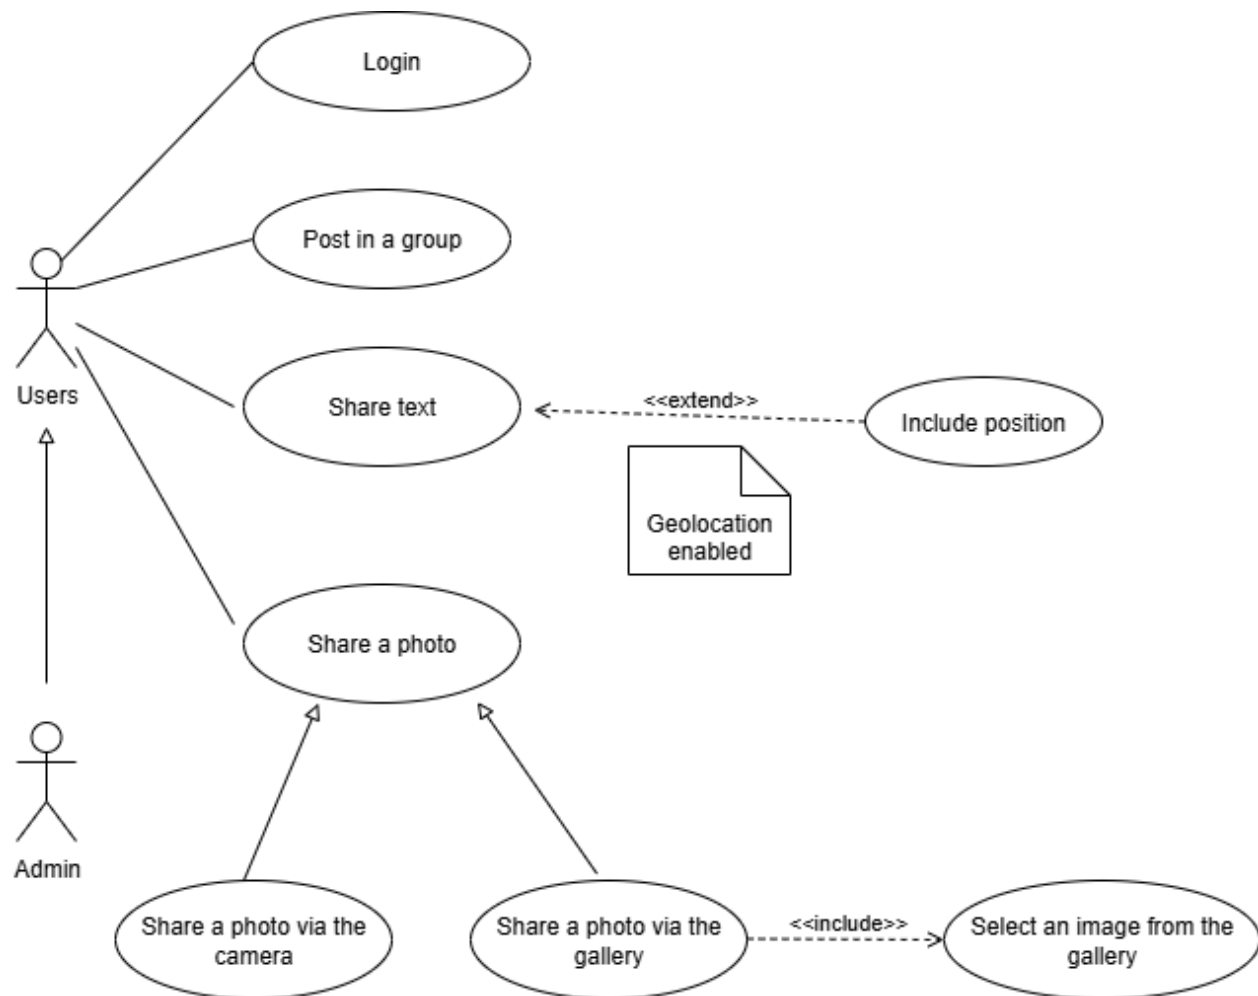 Login
Post in a group
Users
Share text
<<extend>>
Include position
Geolocation
enabled
Share a photo
Admin
Share a photo via the
camera
Share a photo via the
gallery
<<include>>
Select an image from the
gallery